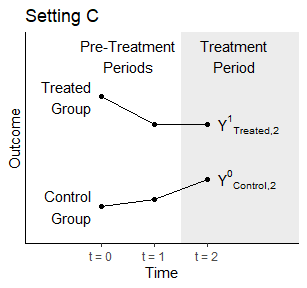 Setting C
Pre-Treatment
Periods
Treatment
Period
Treated
Group
Y¹Treated,2
Control
Group
Y⁰Control,2
Outcome
t = 0
t = 1
t = 2
Time